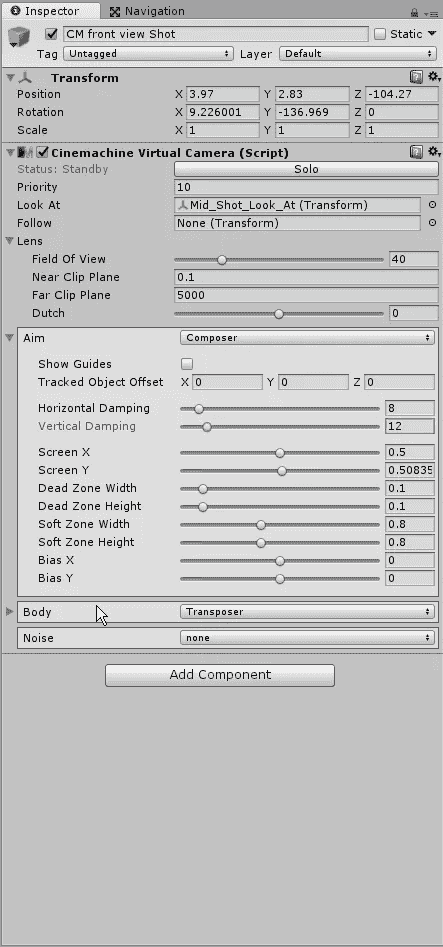 Inspector Navigation
CM front view Shot Static
Tag Untagged Layer Default
Transform
Position X 3.97 Y 2.83 Z -104.27
Rotation X 9.226001 Y -136.969 Z 0
Scale X 1 Y 1 Z 1
Cinemachine Virtual Camera (Script)
Status: Standby Solo
Priority 10
Look At Mid_Shot_Look_At (Transform)
Follow None (Transform)
Lens
Field Of View 40
Near Clip Plane 0.1
Far Clip Plane 5000
Dutch 0
Aim Composer
Show Guides
Tracked Object Offset X 0 Y 0 Z 0
Horizontal Damping 8
Vertical Damping 12
Screen X 0.5
Screen Y 0.50835
Dead Zone Width 0.1
Dead Zone Height 0.1
Soft Zone Width 0.8
Soft Zone Height 0.8
Bias X 0
Bias Y 0
Body Transposer
Noise none
Add Component